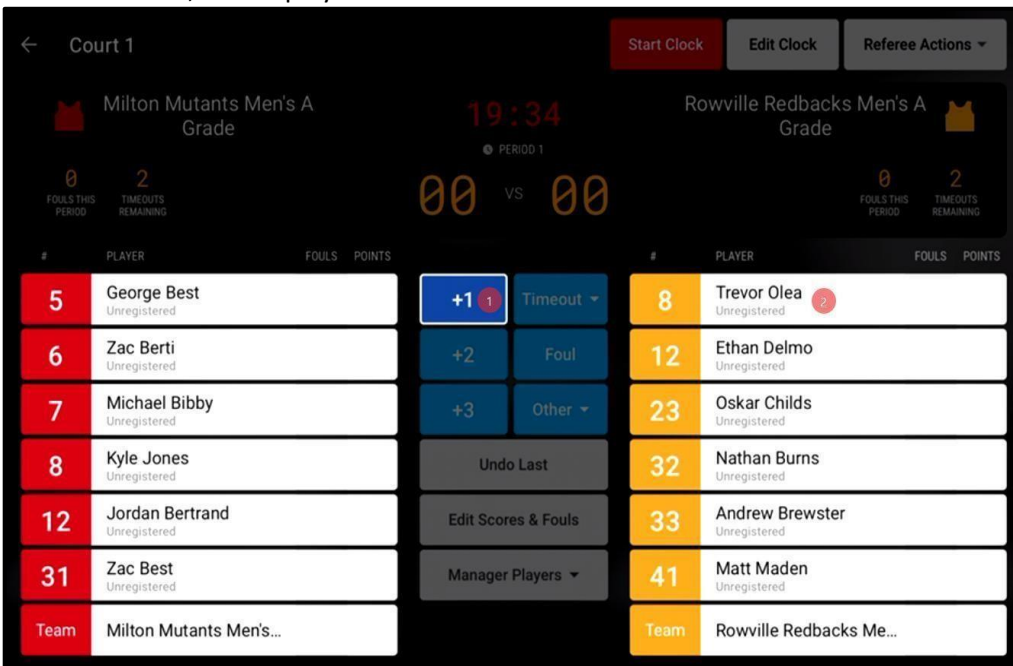 ← Court 1
Start Clock
Edit Clock
Referee Actions
Milton Mutants Men's A
Grade
19:34
PERIOD 1
Rowville Redbacks Men's A
Grade
0
FOULS THIS
PERIOD
2
TIMEOUTS
REMAINING
00 VS 00
0
FOULS THIS
PERIOD
2
TIMEOUTS
REMAINING
# PLAYER FOULS POINTS
5 George Best
Unregistered
6 Zac Berti
Unregistered
7 Michael Bibby
Unregistered
8 Kyle Jones
Unregistered
12 Jordan Bertrand
Unregistered
31 Zac Best
Unregistered
Team Milton Mutants Men's...
+1 1 Timeout
+2 Foul
+3 Other
Undo Last
Edit Scores & Fouls
Manager Players
# PLAYER FOULS POINTS
8 Trevor Olea 2
Unregistered
12 Ethan Delmo
Unregistered
23 Oskar Childs
Unregistered
32 Nathan Burns
Unregistered
33 Andrew Brewster
Unregistered
41 Matt Maden
Unregistered
Team Rowville Redbacks Me...